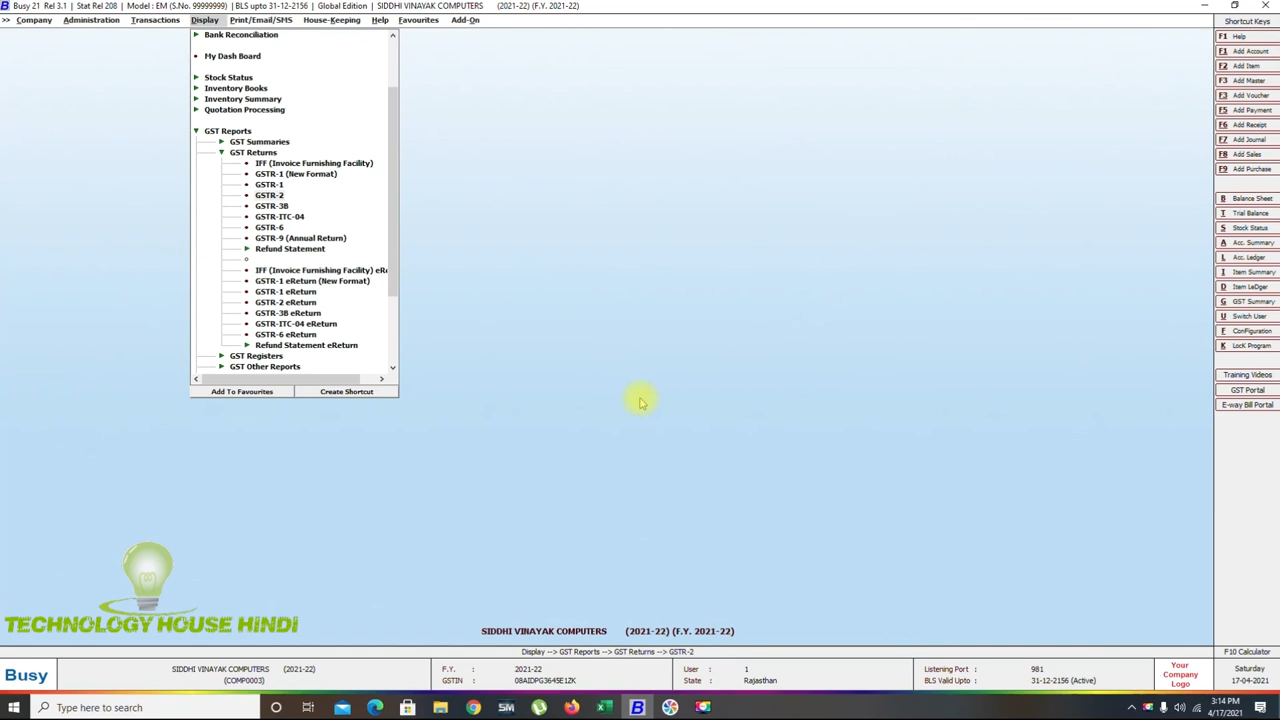 Busy 21 Rel 3.1 | Stat Rel 208 | Model : EM (S.No. 99999999) | BLS upto 31-12-2156 | Global Edition | SIDDHI VINAYAK COMPUTERS (2021-22) (F.Y. 2021-22)
>> Company Administration Transactions Display Print/Email/SMS House-Keeping Help Favourites Add-On
Bank Reconciliation
My Dash Board
Stock Status
Inventory Books
Inventory Summary
Quotation Processing
GST Reports
GST Summaries
GST Returns
IFF (Invoice Furnishing Facility)
GSTR-1 (New Format)
GSTR-1
GSTR-2
GSTR-3B
GSTR-ITC-04
GSTR-6
GSTR-9 (Annual Return)
Refund Statement
IFF (Invoice Furnishing Facility) eRe
GSTR-1 eReturn (New Format)
GSTR-1 eReturn
GSTR-2 eReturn
GSTR-3B eReturn
GSTR-ITC-04 eReturn
GSTR-6 eReturn
Refund Statement eReturn
GST Registers
GST Other Reports
Add To Favourites Create Shortcut
Shortcut Keys
F1 Help
F1 Add Account
F2 Add Item
F3 Add Master
F3 Add Voucher
F5 Add Payment
F6 Add Receipt
F7 Add Journal
F8 Add Sales
F9 Add Purchase
B Balance Sheet
T Trial Balance
S Stock Status
A Acc. Summary
L Acc. Ledger
I Item Summary
D Item LeDger
G GST Summary
U Switch User
F ConFiguration
K LocK Program
Training Videos
GST Portal
E-way Bill Portal
TECHNOLOGY HOUSE HINDI
SIDDHI VINAYAK COMPUTERS (2021-22) (F.Y. 2021-22)
Display --> GST Reports --> GST Returns --> GSTR-2
F10 Calculator
Busy
SIDDHI VINAYAK COMPUTERS (2021-22)
(COMP0003)
F.Y. : 2021-22
GSTIN : 08AIDPG3645E1ZK
User : 1
State : Rajasthan
Listening Port : 981
BLS Valid Upto : 31-12-2156 (Active)
Your
Company
Logo
Saturday
17-04-2021
Type here to search
3:14 PM
4/17/2021